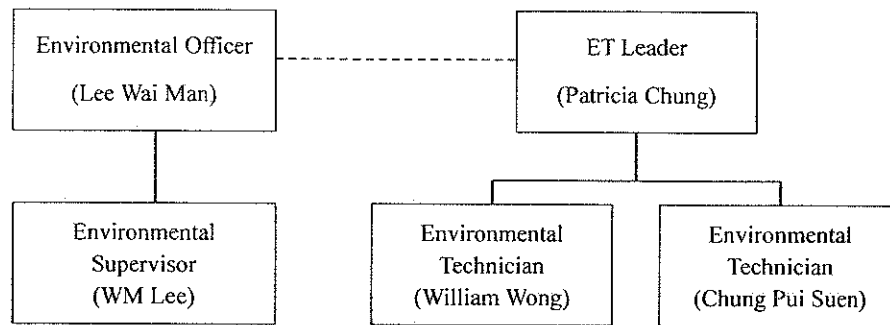 Environmental Officer
(Lee Wai Man)
ET Leader
(Patricia Chung)
Environmental
Supervisor
(WM Lee)
Environmental
Technician
(William Wong)
Environmental
Technician
(Chung Pui Suen)